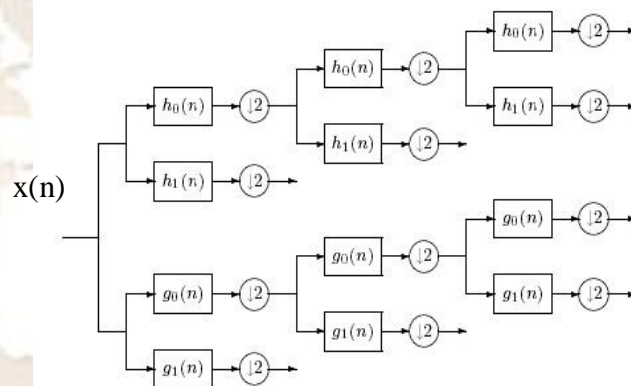 h₀(n) ↓2
h₀(n) ↓2
h₀(n) ↓2 h₁(n) ↓2
h₁(n)
x(n) h₁(n) ↓2
g₀(n) ↓2
g₀(n) ↓2
g₀(n) ↓2 g₁(n) ↓2
g₁(n) ↓2
g₁(n) ↓2